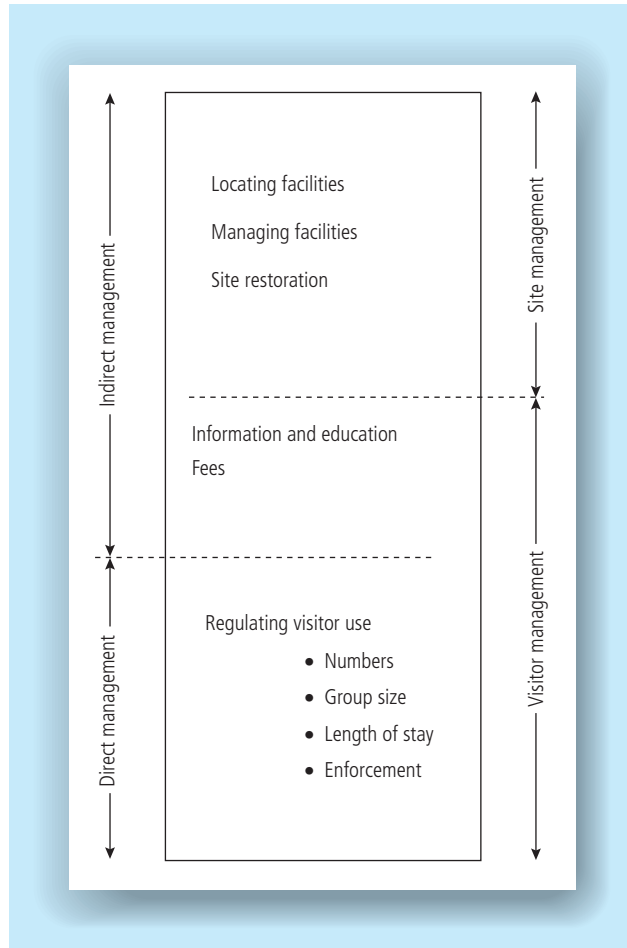 Indirect management
Direct management
Locating facilities
Managing facilities
Site restoration
Information and education
Fees
Regulating visitor use
• Numbers
• Group size
• Length of stay
• Enforcement
Site management
Visitor management